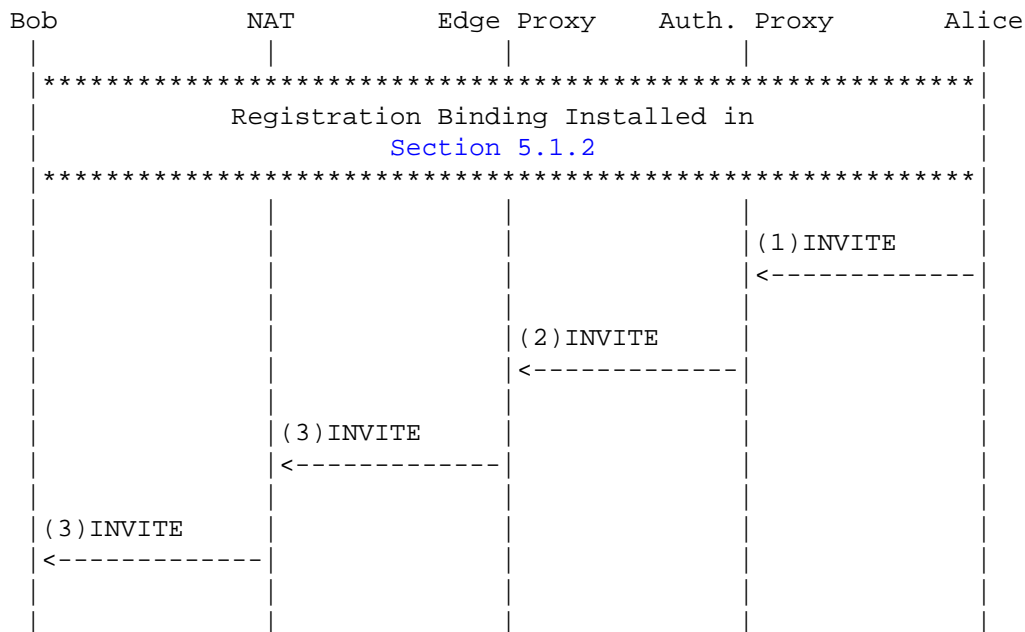 Bob             NAT         Edge Proxy    Auth. Proxy       Alice
 |              |              |              |              |
 |***********************************************************|
 |            Registration Binding Installed in              |
 |                      Section 5.1.2                        |
 |***********************************************************|
 |              |              |              |              |
 |              |              |              |(1)INVITE     |
 |              |              |              |<-------------|
 |              |              |              |              |
 |              |              |(2)INVITE     |              |
 |              |              |<-------------|              |
 |              |              |              |              |
 |              |(3)INVITE     |              |              |
 |              |<-------------|              |              |
 |              |              |              |              |
 |(3)INVITE     |              |              |              |
 |<-------------|              |              |              |
 |              |              |              |              |
 |              |              |              |              |